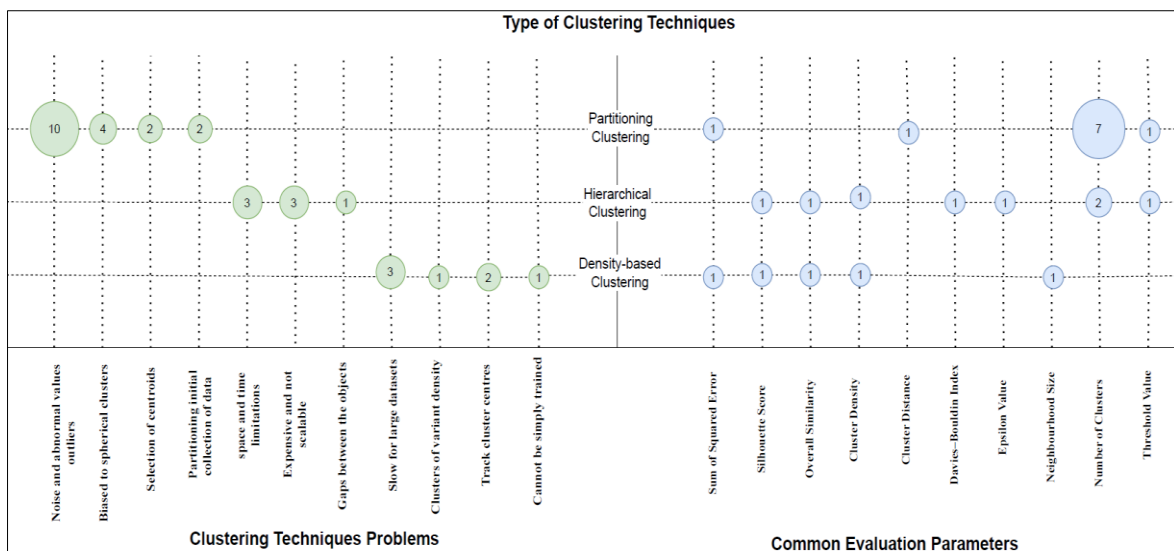 Type of Clustering Techniques
10
4
2
2
Partitioning
Clustering
1
1
7
1
3
3
1
Hierarchical
Clustering
1
1
1
1
1
2
1
3
1
2
1
Density-based
Clustering
1
1
1
1
1
Noise and abnormal values
outliers
Biased to spherical clusters
Selection of centroids
Partitioning initial
collection of data
space and time
limitations
Expensive and not
scalable
Gaps between the objects
Slow for large datasets
Clusters of variant density
Track cluster centres
Cannot be simply trained
Sum of Squared Error
Silhouette Score
Overall Similarity
Cluster Density
Cluster Distance
Davies–Bouldin Index
Epsilon Value
Neighbourhood Size
Number of Clusters
Threshold Value
Clustering Techniques Problems
Common Evaluation Parameters